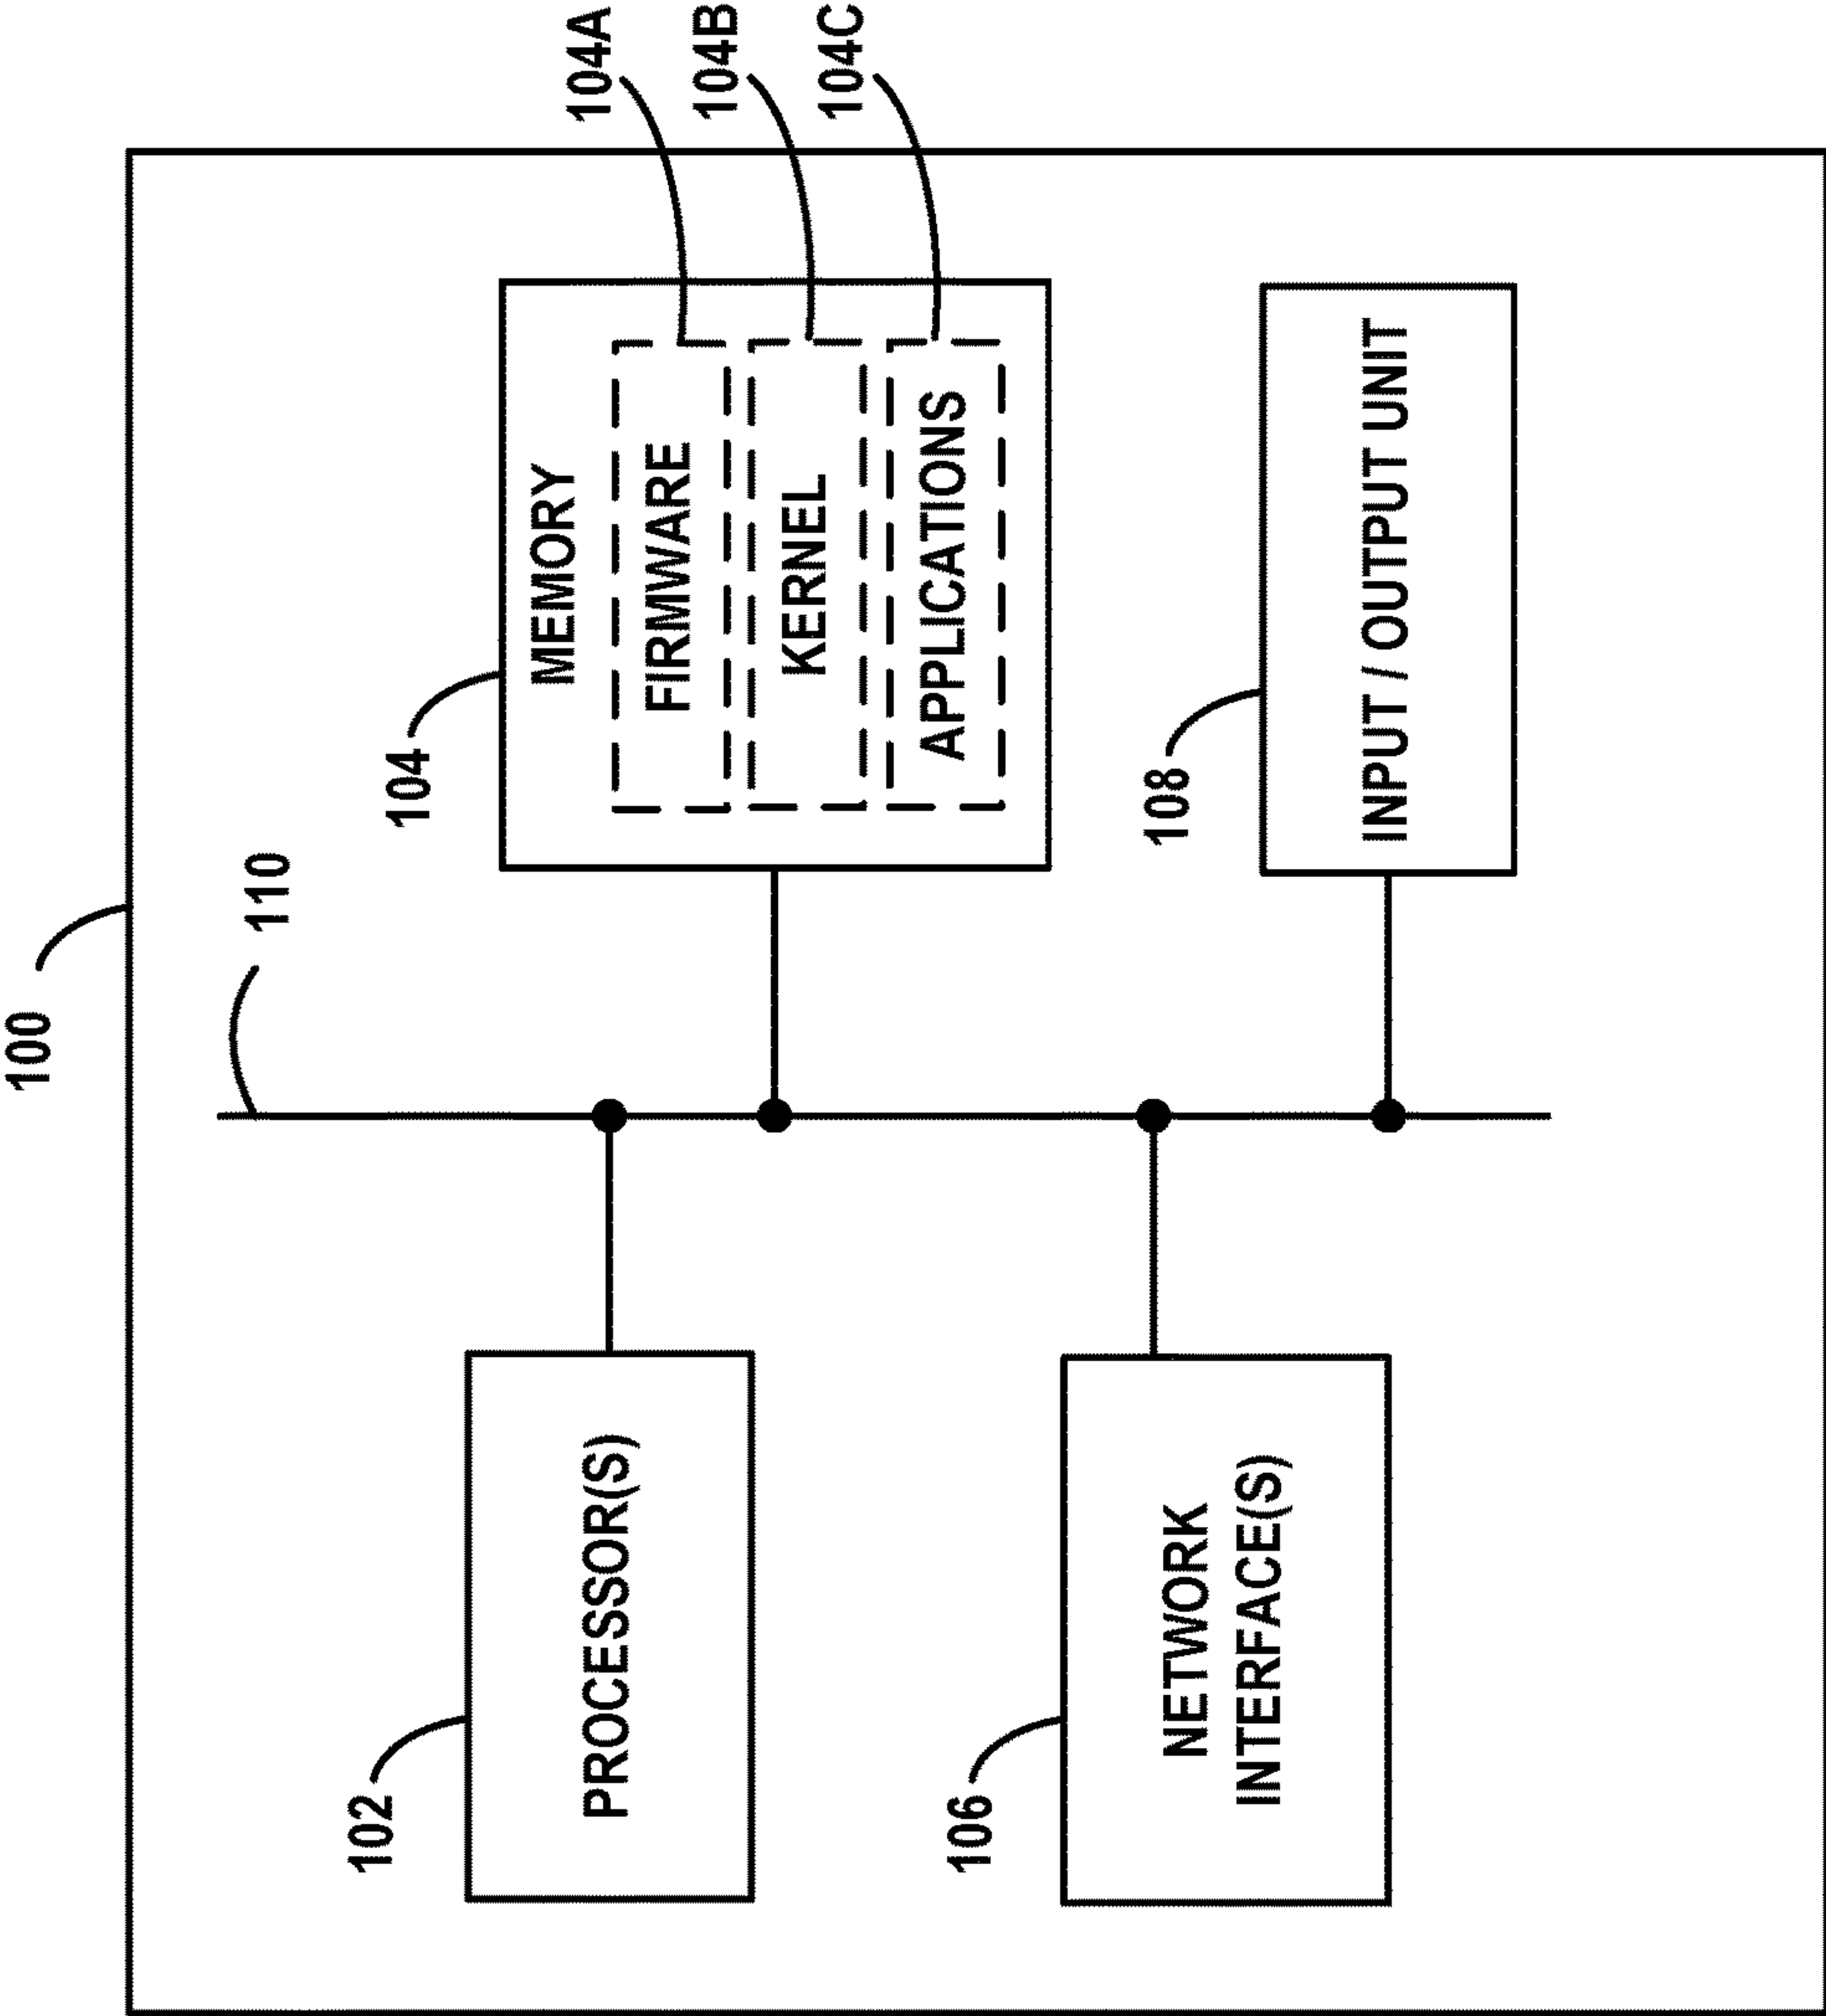 100
110
102
PROCESSOR(S)
104
MEMORY
FIRMWARE
104A
KERNEL
104B
APPLICATIONS
104C
106
NETWORK
INTERFACE(S)
108
INPUT / OUTPUT UNIT